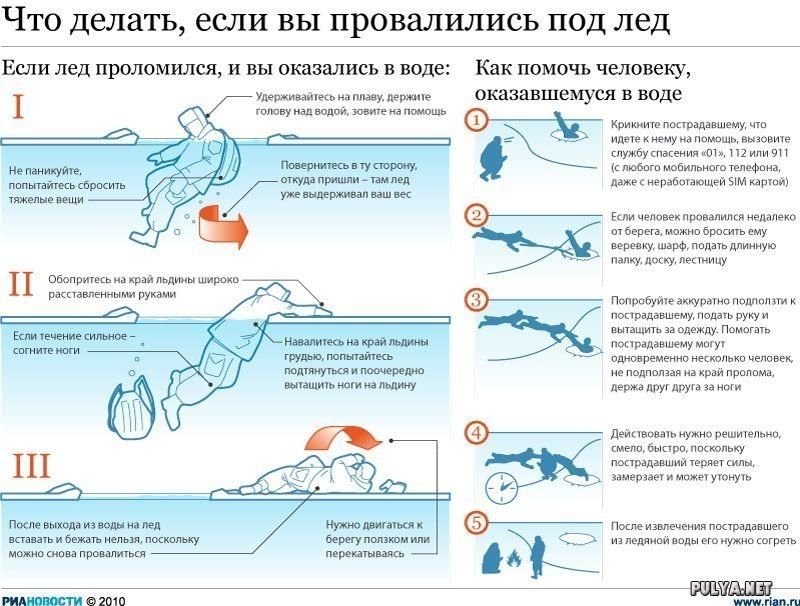 Что делать, если вы провалились под лед
Если лед проломился, и вы оказались в воде:
I
Удерживайтесь на плаву, держите
голову над водой, зовите на помощь
Не паникуйте,
попытайтесь сбросить
тяжелые вещи
Повернитесь в ту сторону,
откуда пришли – там лед
уже выдерживал ваш вес
II
Обопритесь на край льдины широко
расставленными руками
Если течение сильное –
согните ноги
Навалитесь на край льдины
грудью, попытайтесь
подтянуться и поочередно
вытащить ноги на льдину
III
После выхода из воды на лед
вставать и бежать нельзя, поскольку
можно снова провалиться
Нужно двигаться к
берегу ползком или
перекатываясь
Как помочь человеку,
оказавшемуся в воде
1
Крикните пострадавшему, что
идете к нему на помощь, вызовите
службу спасения «01», 112 или 911
(с любого мобильного телефона,
даже с неработающей SIM картой)
2
Если человек провалился недалеко
от берега, можно бросить ему
веревку, шарф, подать длинную
палку, доску, лестницу
3
Попробуйте аккуратно подползти к
пострадавшему, подать руку и
вытащить за одежду. Помогать
пострадавшему могут
одновременно несколько человек,
не подползая на край пролома,
держа друг друга за ноги
4
Действовать нужно решительно,
смело, быстро, поскольку
пострадавший теряет силы,
замерзает и может утонуть
5
После извлечения пострадавшего
из ледяной воды его нужно согреть
РИАНОВОСТИ © 2010
PULYA.NET
www.rian.ru